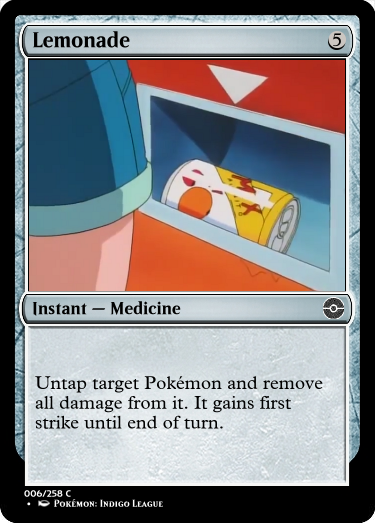 Lemonade 5
Instant — Medicine
Untap target Pokémon and remove
all damage from it. It gains first
strike until end of turn.
006/258 C
• Pokémon: Indigo League